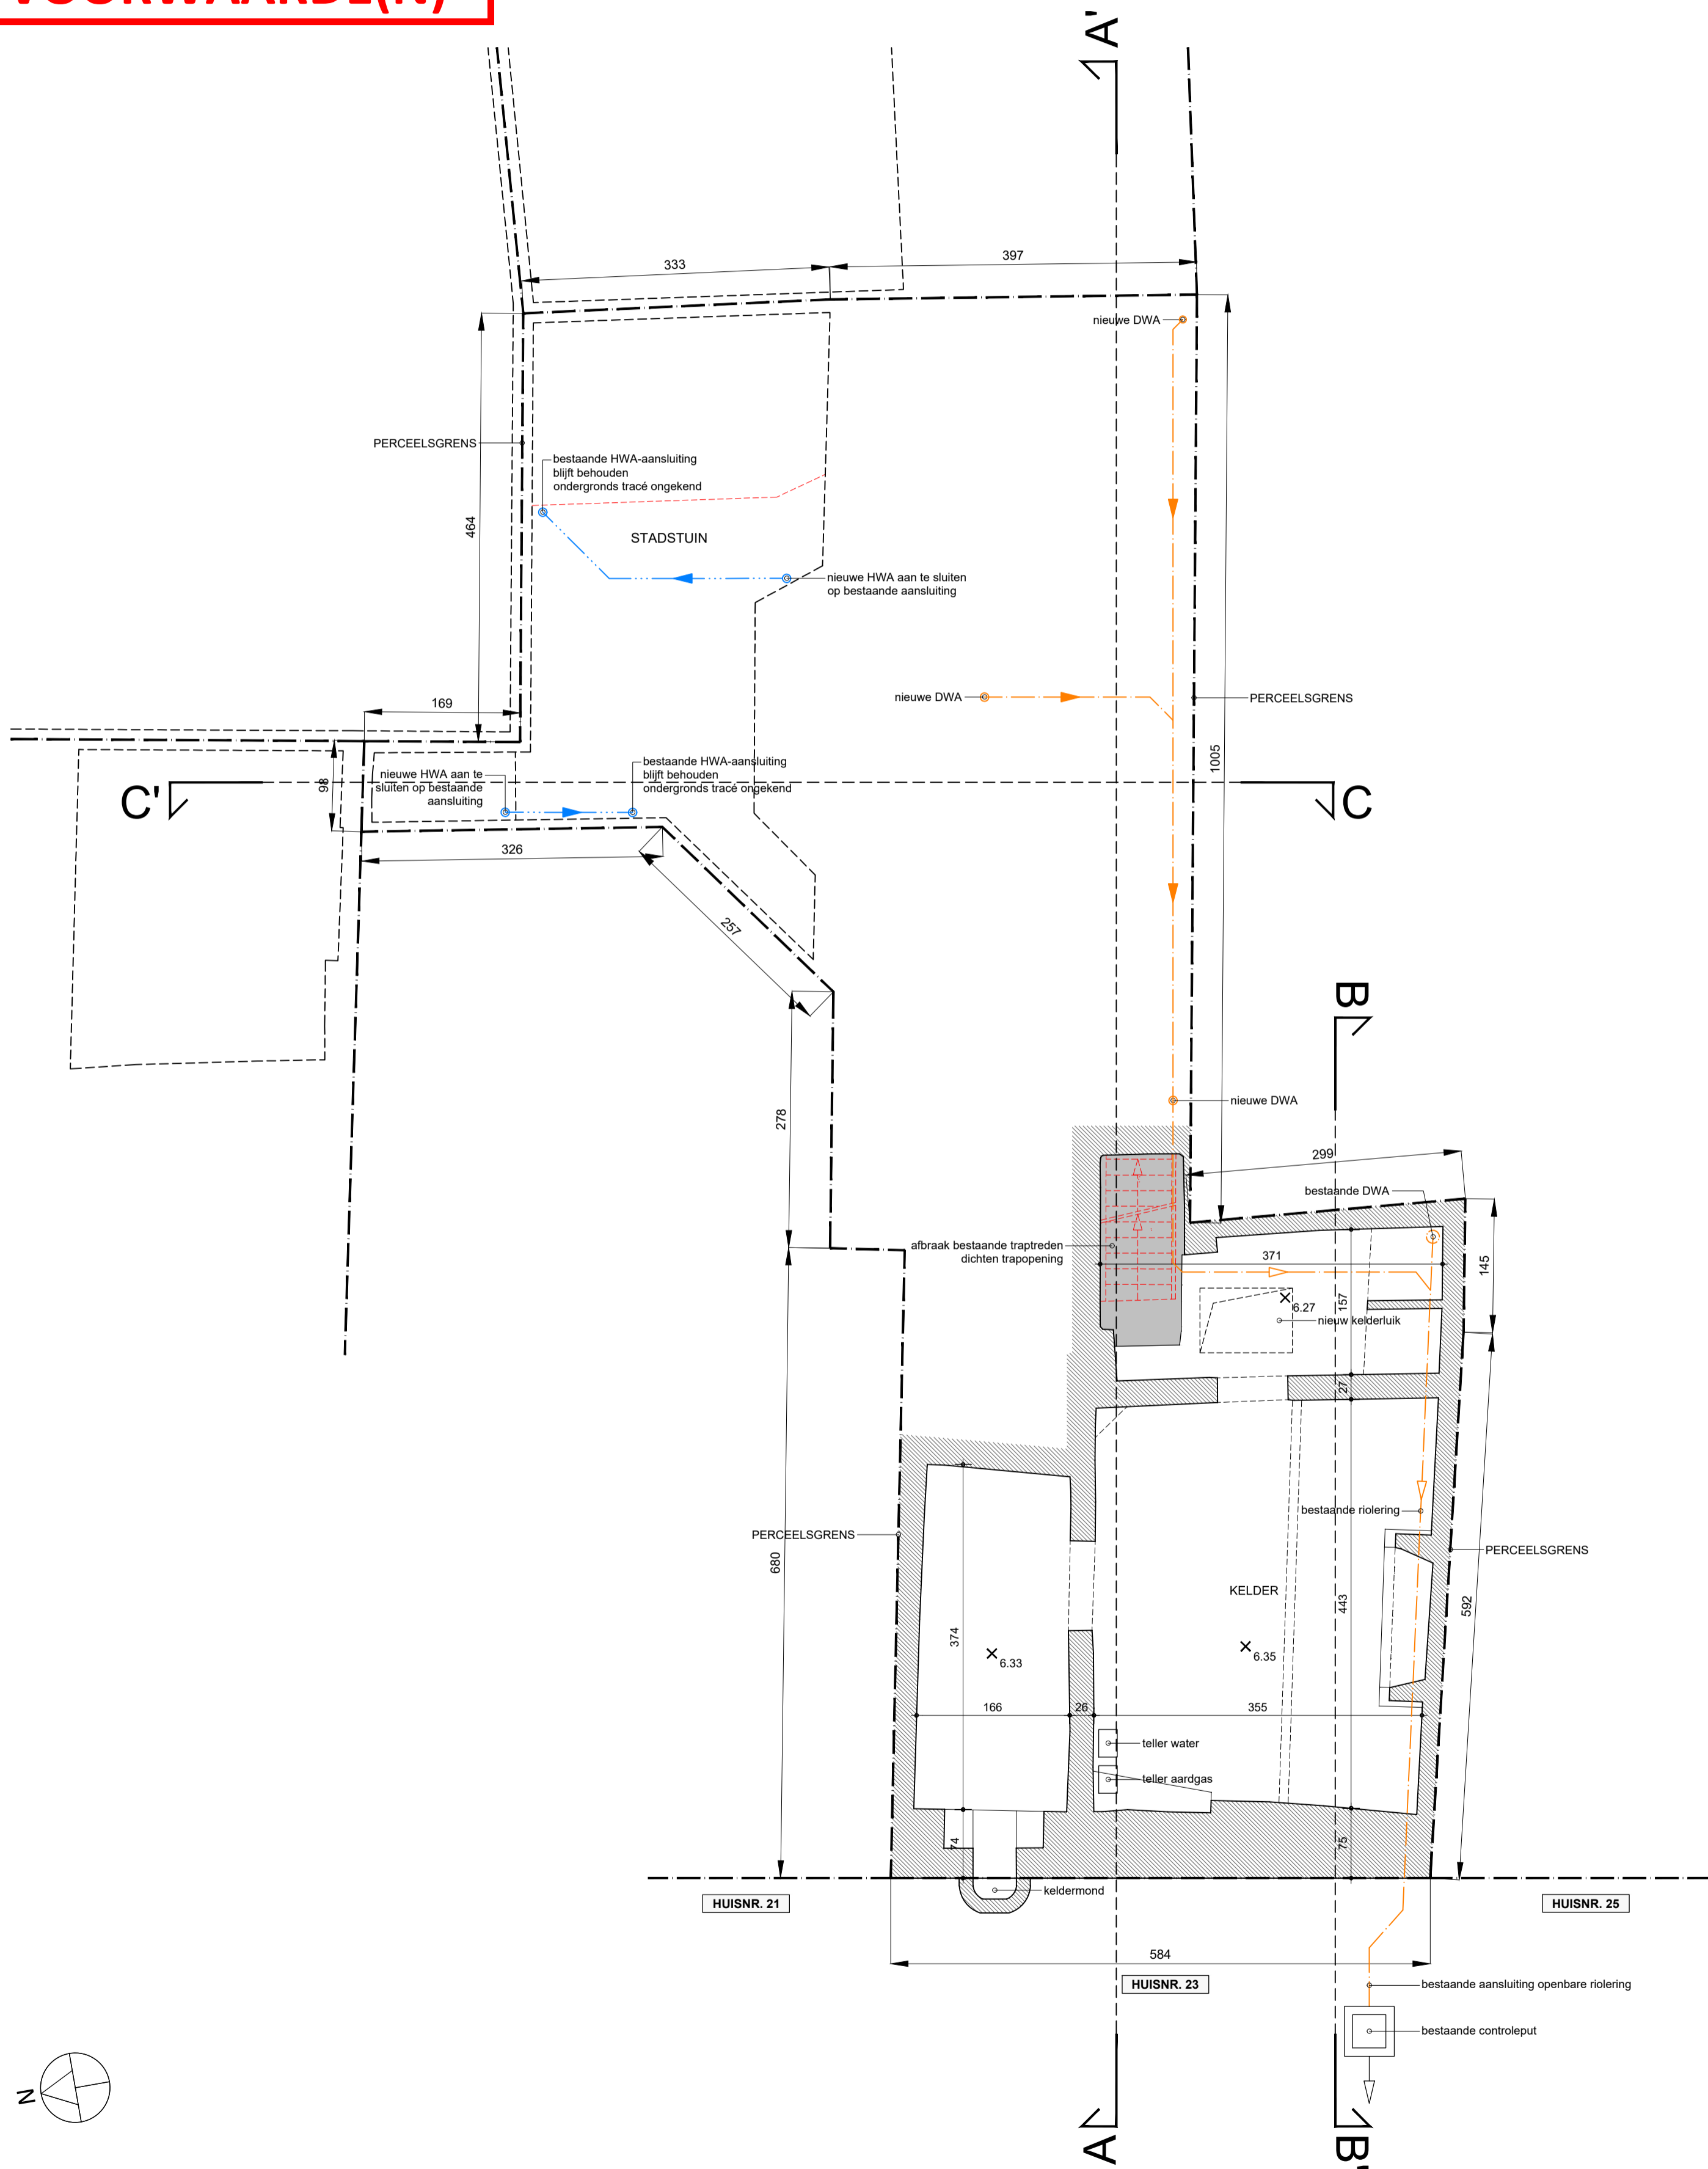 VOORWAARDE(N)
A'
333
397
nieuwe DWA
PERCEELSGRENS
bestaande HWA-aansluiting
blijft behouden
ondergronds tracé ongekend
464
STADSTUIN
nieuwe HWA aan te sluiten
op bestaande aansluiting
nieuwe DWA
PERCEELSGRENS
169
1005
98
nieuwe HWA aan te
sluiten op bestaande
aansluiting
bestaande HWA-aansluiting
blijft behouden
ondergronds tracé ongekend
C'
C
326
257
B
278
nieuwe DWA
299
bestaande DWA
afbraak bestaande traptreden
dichten trapopening
371
145
157
6.27
nieuw kelderluik
27
bestaande riolering
PERCEELSGRENS
PERCEELSGRENS
680
KELDER
443
592
374
6.33
6.35
166
26
355
teller water
teller aardgas
74
75
keldermond
HUISNR. 21
HUISNR. 25
584
HUISNR. 23
bestaande aansluiting openbare riolering
bestaande controleput
N
A
B'